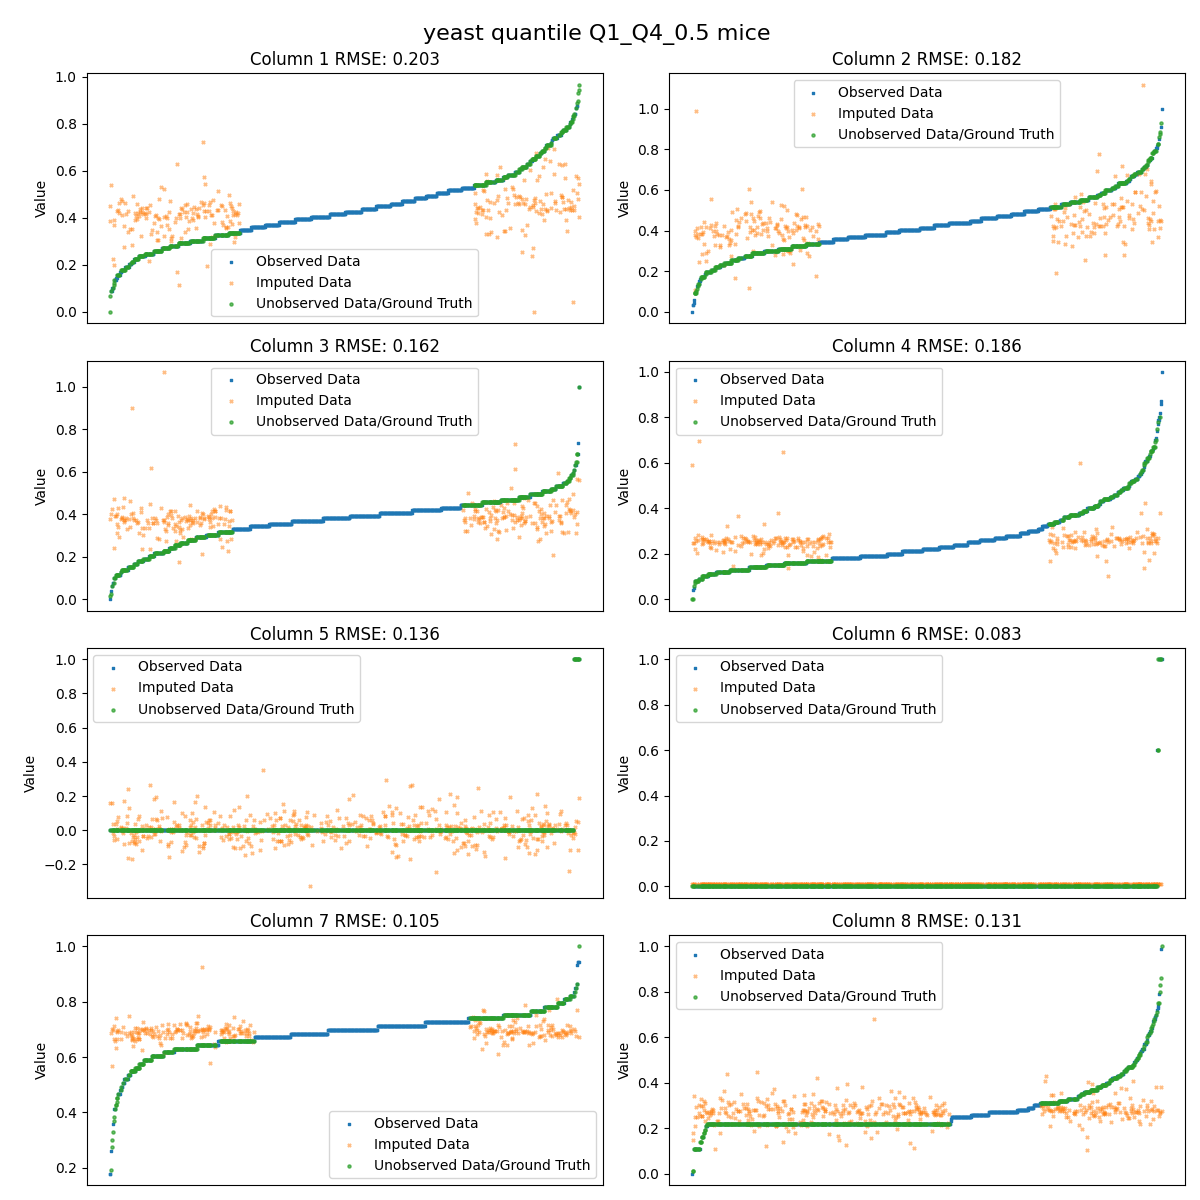 yeast quantile Q1_Q4_0.5 mice
Column 1 RMSE: 0.203
1.0
0.8
0.6
0.4
0.2
0.0
Value
Observed Data
Imputed Data
Unobserved Data/Ground Truth
Column 2 RMSE: 0.182
1.0
0.8
0.6
0.4
0.2
0.0
Value
Observed Data
Imputed Data
Unobserved Data/Ground Truth
Column 3 RMSE: 0.162
1.0
0.8
0.6
0.4
0.2
0.0
Value
Observed Data
Imputed Data
Unobserved Data/Ground Truth
Column 4 RMSE: 0.186
1.0
0.8
0.6
0.4
0.2
0.0
Value
Observed Data
Imputed Data
Unobserved Data/Ground Truth
Column 5 RMSE: 0.136
1.0
0.8
0.6
0.4
0.2
0.0
−0.2
Value
Observed Data
Imputed Data
Unobserved Data/Ground Truth
Column 6 RMSE: 0.083
1.0
0.8
0.6
0.4
0.2
0.0
Value
Observed Data
Imputed Data
Unobserved Data/Ground Truth
Column 7 RMSE: 0.105
1.0
0.8
0.6
0.4
0.2
Value
Observed Data
Imputed Data
Unobserved Data/Ground Truth
Column 8 RMSE: 0.131
1.0
0.8
0.6
0.4
0.2
0.0
Value
Observed Data
Imputed Data
Unobserved Data/Ground Truth